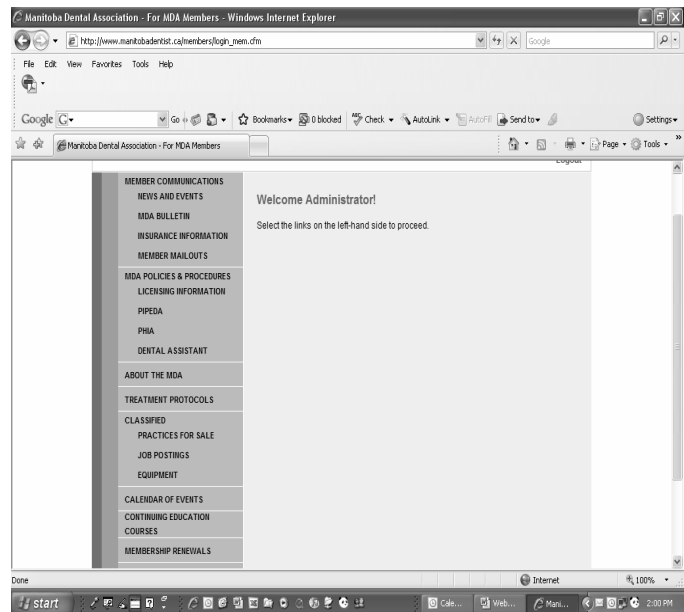 Manitoba Dental Association - For MDA Members - Windows Internet Explorer
http://www.manitobadentist.ca/members/login_mem.cfm
Google
File Edit View Favorites Tools Help
Google G Go Bookmarks 0 blocked Check AutoLink AutoFill Send to Settings
Manitoba Dental Association - For MDA Members Page Tools »
Logout
MEMBER COMMUNICATIONS
NEWS AND EVENTS
MDA BULLETIN
INSURANCE INFORMATION
MEMBER MAILOUTS
MDA POLICIES & PROCEDURES
LICENSING INFORMATION
PIPEDA
PHIA
DENTAL ASSISTANT
ABOUT THE MDA
TREATMENT PROTOCOLS
CLASSIFIED
PRACTICES FOR SALE
JOB POSTINGS
EQUIPMENT
CALENDAR OF EVENTS
CONTINUING EDUCATION
COURSES
MEMBERSHIP RENEWALS
Welcome Administrator!
Select the links on the left-hand side to proceed.
Done Internet 100%
start Cale... Web... Mani... 2:00 PM